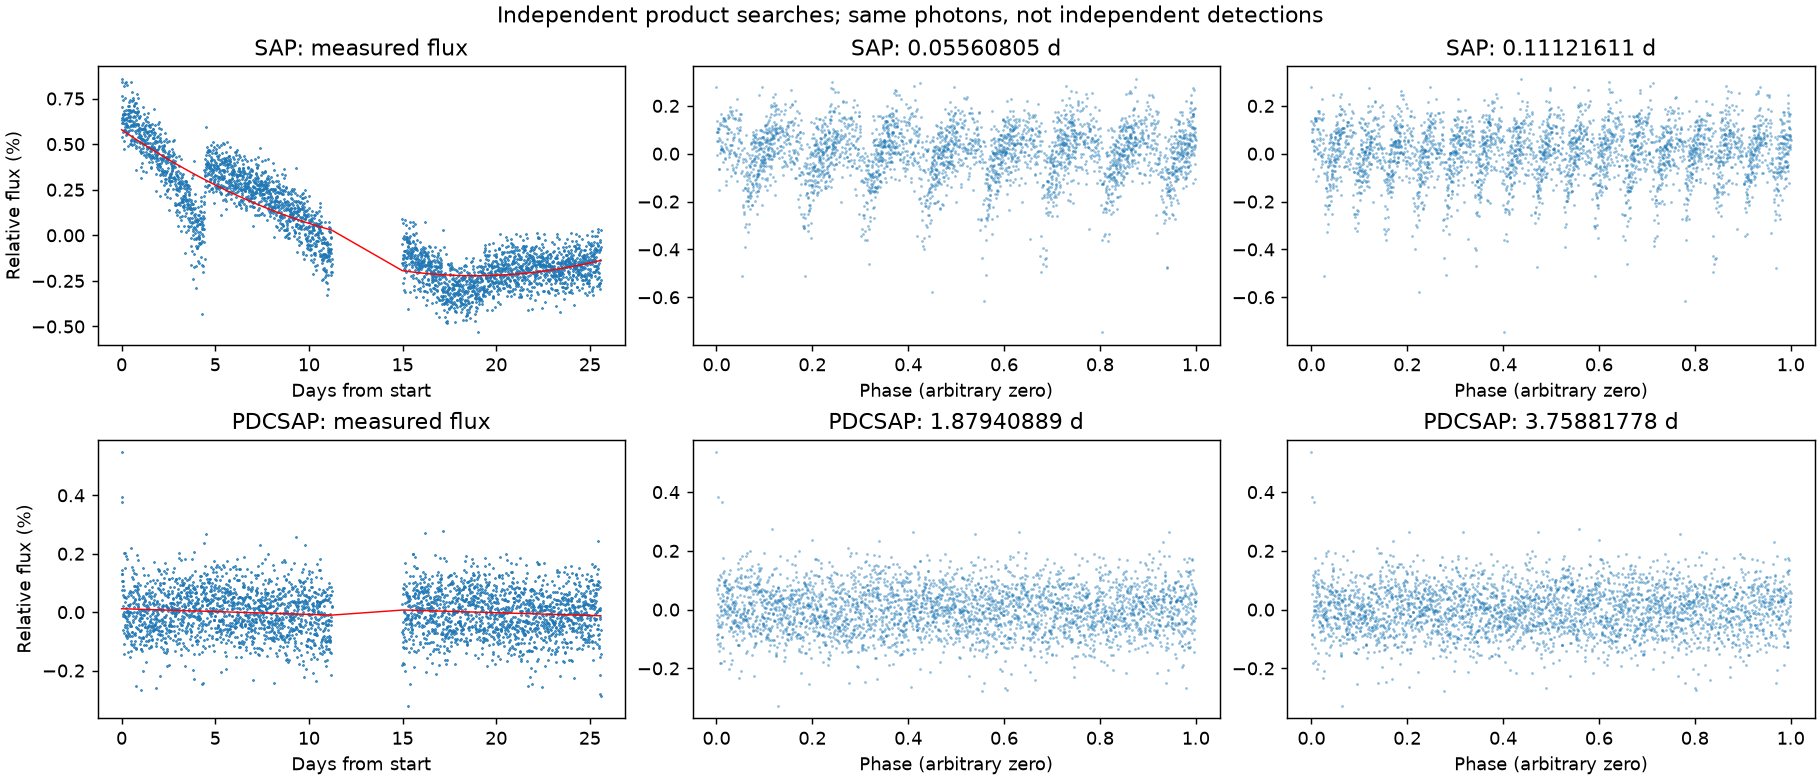 Independent product searches; same photons, not independent detections
SAP: measured flux
SAP: 0.05560805 d
SAP: 0.11121611 d
Relative flux (%)
0.75
0.50
0.25
0.00
−0.25
−0.50
0 5 10 15 20 25
Days from start
0.2
0.0
−0.2
−0.4
−0.6
0.0 0.2 0.4 0.6 0.8 1.0
Phase (arbitrary zero)
0.2
0.0
−0.2
−0.4
−0.6
0.0 0.2 0.4 0.6 0.8 1.0
Phase (arbitrary zero)
PDCSAP: measured flux
PDCSAP: 1.87940889 d
PDCSAP: 3.75881778 d
Relative flux (%)
0.4
0.2
0.0
−0.2
0 5 10 15 20 25
Days from start
0.4
0.2
0.0
−0.2
0.0 0.2 0.4 0.6 0.8 1.0
Phase (arbitrary zero)
0.4
0.2
0.0
−0.2
0.0 0.2 0.4 0.6 0.8 1.0
Phase (arbitrary zero)